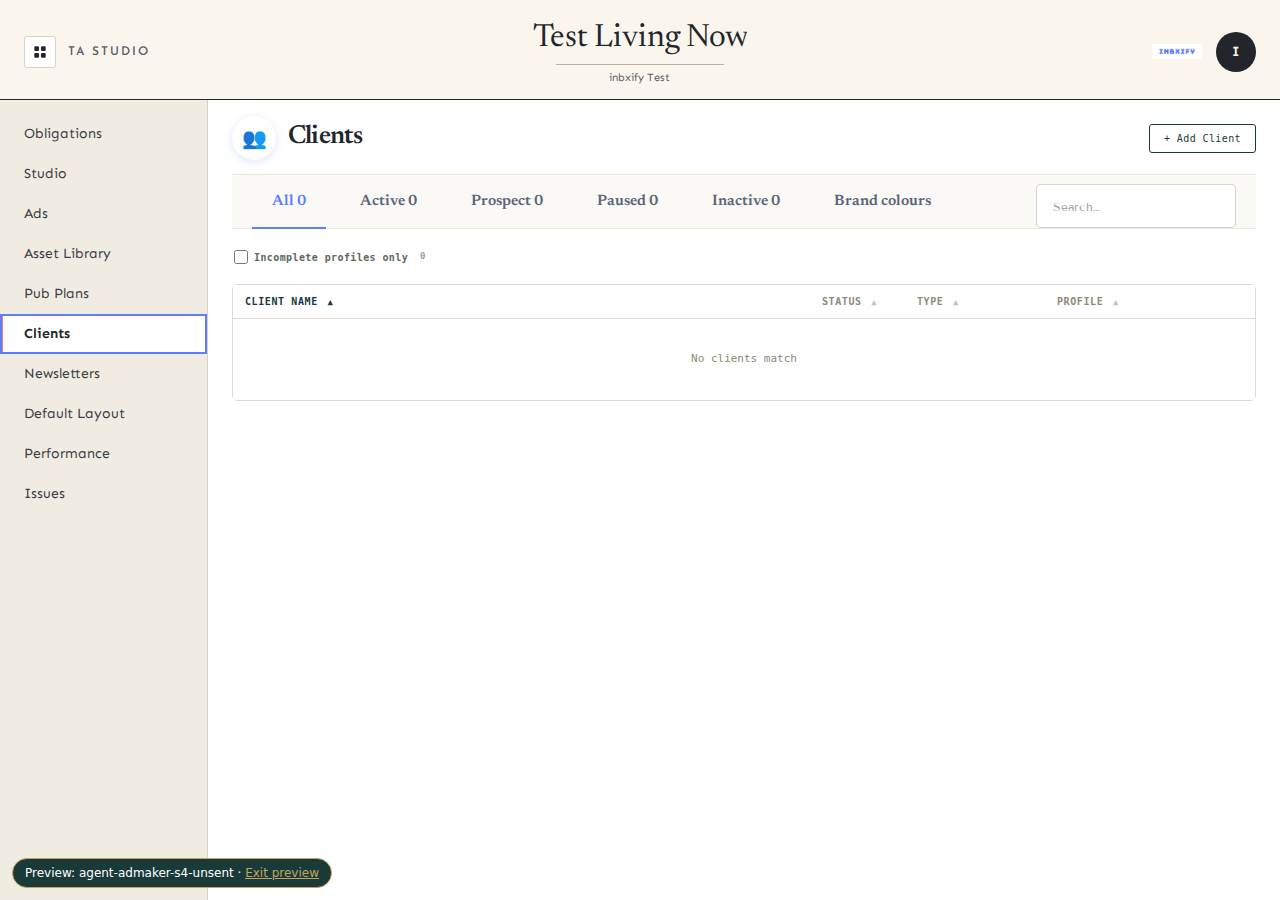 TA STUDIO
Test Living Now
inbxify Test
INBXIFY
I
Obligations
Studio
Ads
Asset Library
Pub Plans
Clients
Newsletters
Default Layout
Performance
Issues
Clients
+ Add Client
All 0 Active 0 Prospect 0 Paused 0 Inactive 0 Brand colours
Search...
Incomplete profiles only 0
CLIENT NAME ▲ STATUS ▲ TYPE ▲ PROFILE ▲
No clients match
Preview: agent-admaker-s4-unsent · Exit preview